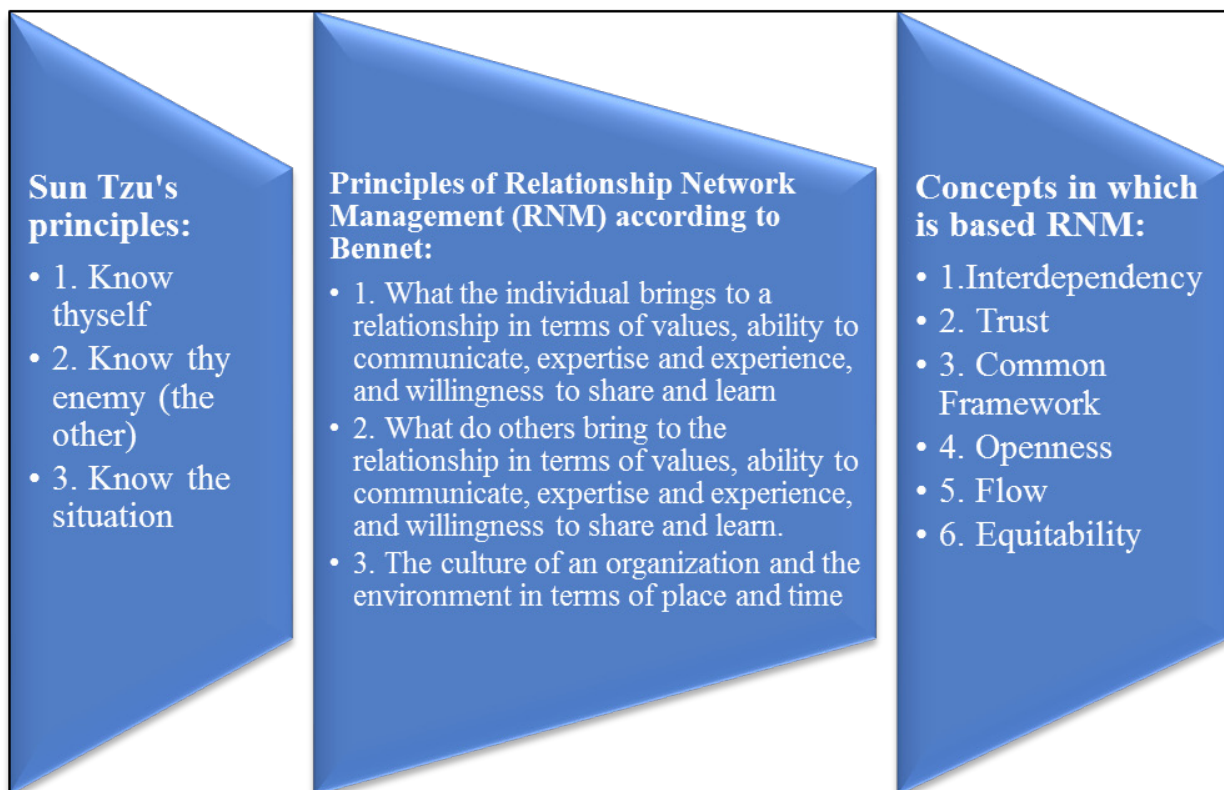 Sun Tzu's
principles:
• 1. Know
thyself
• 2. Know thy
enemy (the
other)
• 3. Know the
situation
Principles of Relationship Network
Management (RNM) according to
Bennet:
• 1. What the individual brings to a
relationship in terms of values, ability to
communicate, expertise and experience,
and willingness to share and learn
• 2. What do others bring to the
relationship in terms of values, ability to
communicate, expertise and experience,
and willingness to share and learn.
• 3. The culture of an organization and the
environment in terms of place and time
Concepts in which
is based RNM:
• 1.Interdependency
• 2. Trust
• 3. Common
Framework
• 4. Openness
• 5. Flow
• 6. Equitability